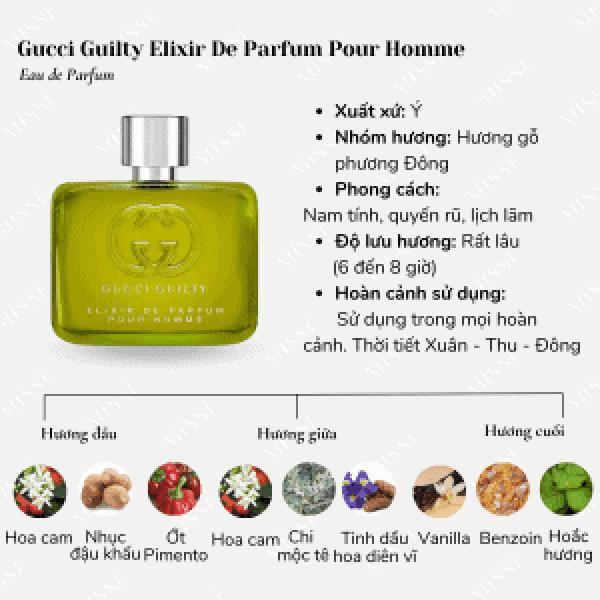 Gucci Guilty Elixir De Parfum Pour Homme
Eau de Parfum
Xuất xứ: Ý
Nhóm hương: Hương gỗ
phương Đông
Phong cách:
Nam tính, quyến rũ, lịch lãm
Độ lưu hương: Rất lâu
(6 đến 8 giờ)
Hoàn cảnh sử dụng:
Sử dụng trong mọi hoàn
cảnh. Thời tiết Xuân - Thu - Đông
GUCCI GUILTY
ELIXIR DE PARFUM
POUR HOMME
Hương đầu
Hương giữa
Hương cuối
Hoa cam
Nhục
đậu khấu
Ớt
Pimento
Hoa cam
Chi
mộc tê
Tinh dầu
hoa diên vĩ
Vanilla
Benzoin
Hoắc
hương
MISSI